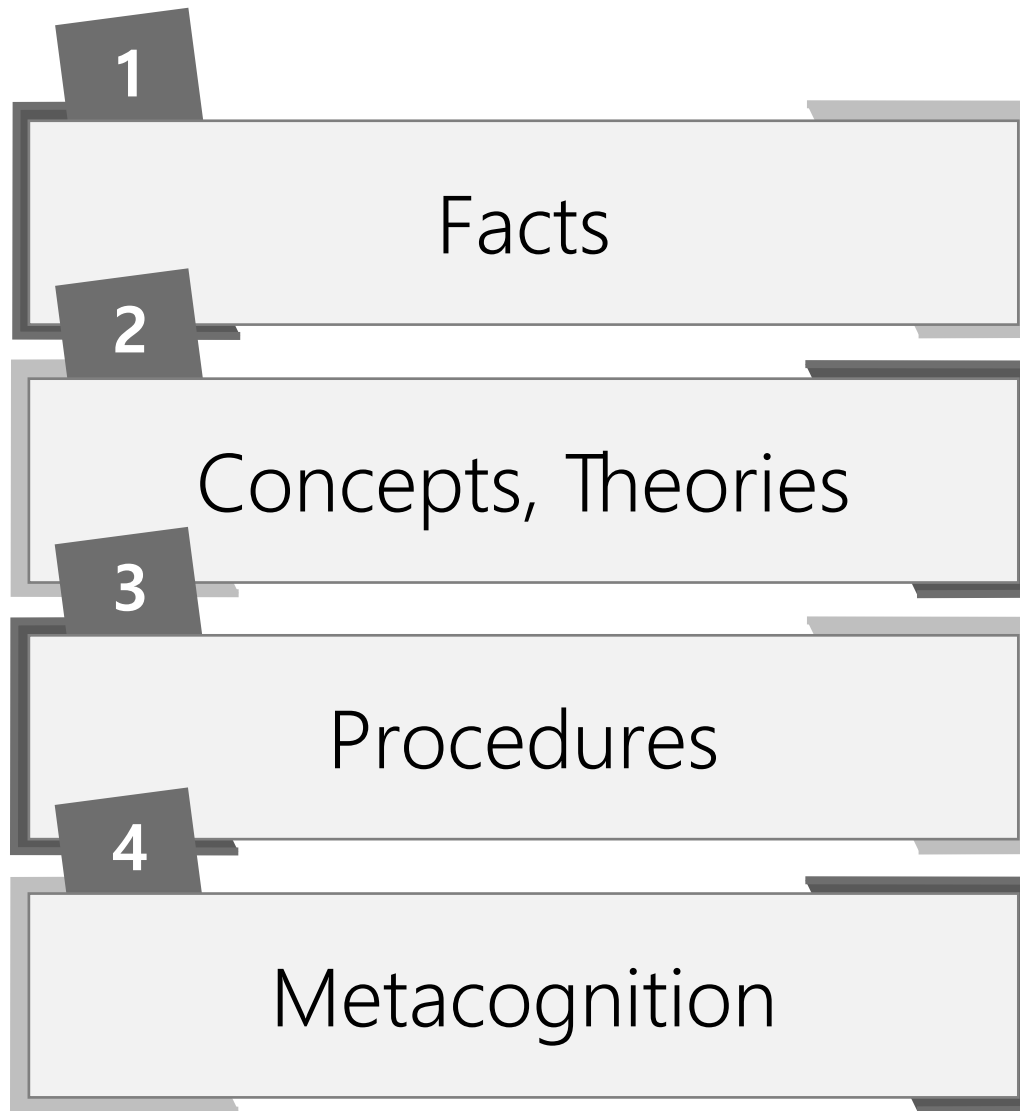 1
Facts
2
Concepts, Theories
3
Procedures
4
Metacognition